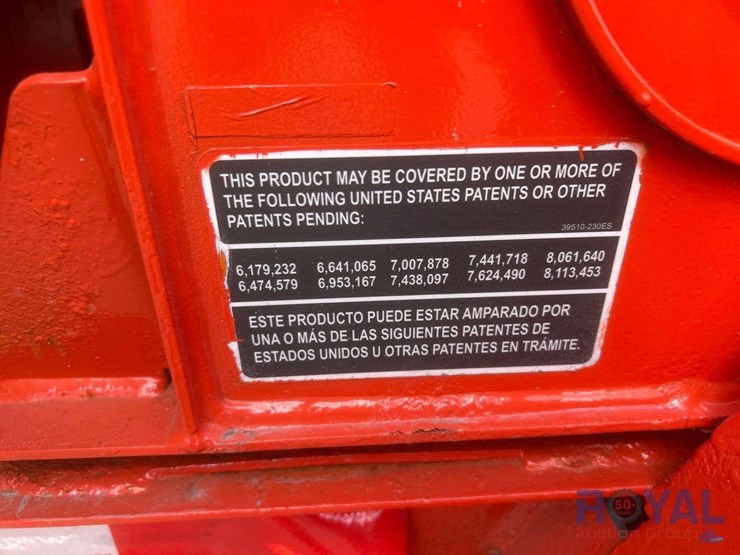 THIS PRODUCT MAY BE COVERED BY ONE OR MORE OF
THE FOLLOWING UNITED STATES PATENTS OR OTHER
PATENTS PENDING:
39510-230ES
6,179,232 6,641,065 7,007,878 7,441,718 8,061,640
6,474,579 6,953,167 7,438,097 7,624,490 8,113,453
ESTE PRODUCTO PUEDE ESTAR AMPARADO POR
UNA O MÁS DE LAS SIGUIENTES PATENTES DE
ESTADOS UNIDOS U OTRAS PATENTES EN TRÁMITE.
ROYAL
Auction Group